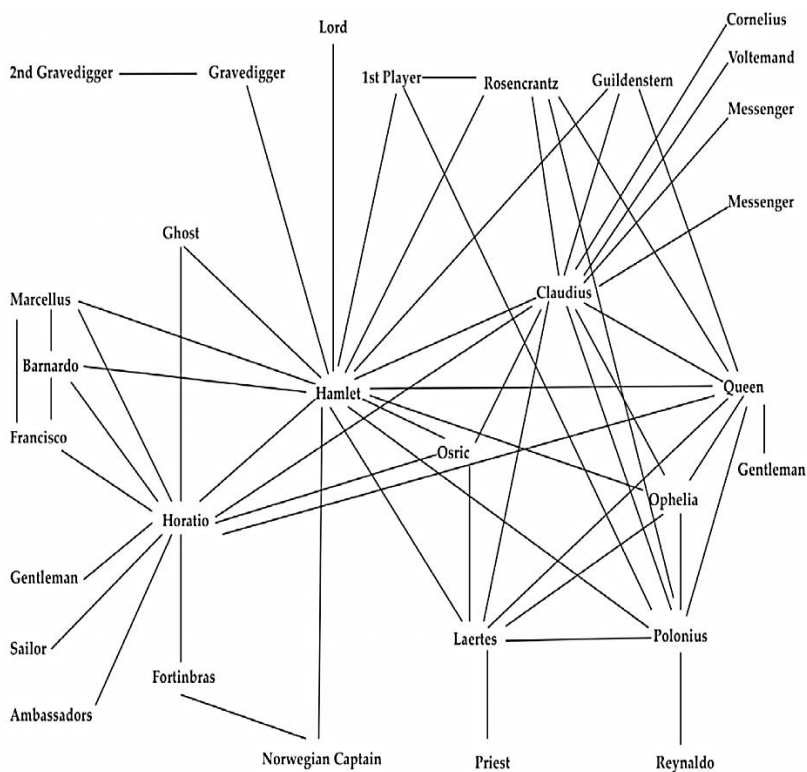 Cornelius
Lord
Voltemand
2nd Gravedigger
Gravedigger
1st Player
Rosencrantz
Guildenstern
Messenger
Messenger
Ghost
Claudius
Marcellus
Barnardo
Hamlet
Queen
Francisco
Osric
Gentleman
Ophelia
Horatio
Gentleman
Laertes
Polonius
Sailor
Fortinbras
Ambassadors
Norwegian Captain
Priest
Reynaldo